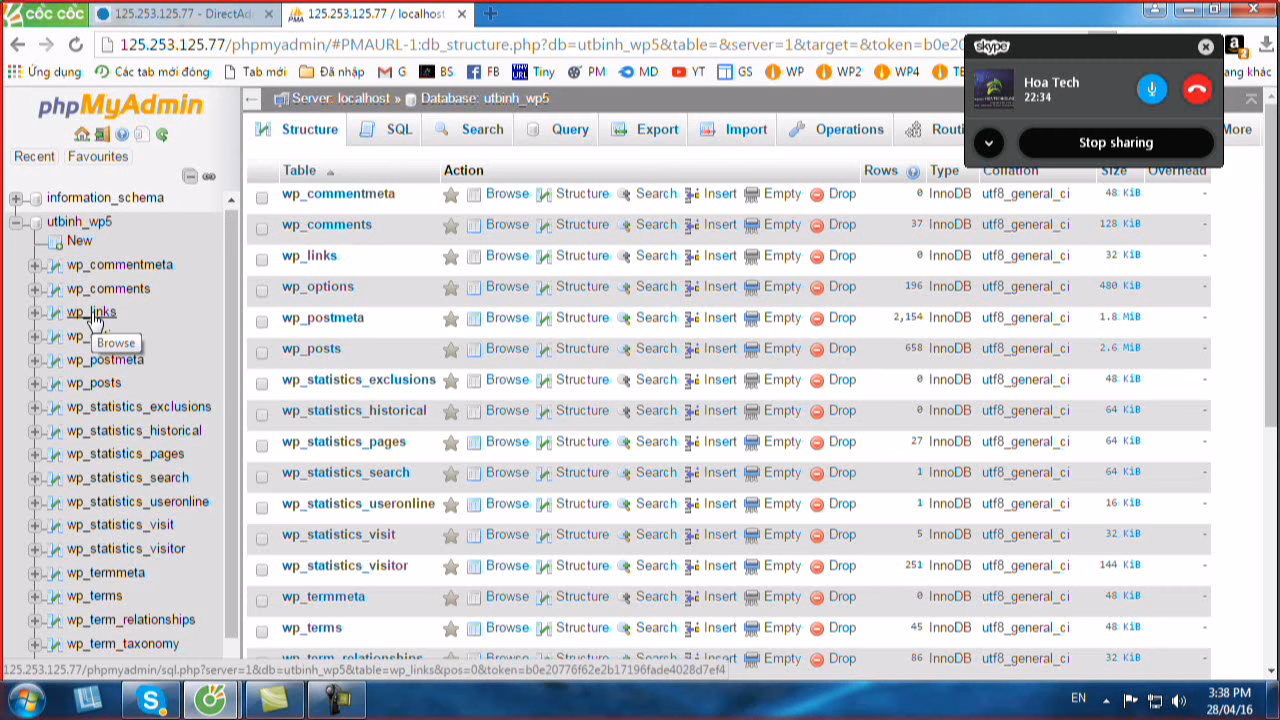 CỐC CỐC
125.253.125.77 - DirectAd
125.253.125.77 / localhost
125.253.125.77/phpmyadmin/#PMAURL-1:db_structure.php?db=utbinh_wp5&table=&server=1&target=&token=b0e20
Ứng dụng Các tab mới đóng Tab mới Đã nhập G BS FB Tiny PM MD YT GS WP WP2 WP4 khác
skype
Hoa Tech
22:34
Stop sharing
phpMyAdmin
Recent Favourites
information_schema
utbinh_wp5
New
wp_commentmeta
wp_comments
wp_links
wp_
Browse
wp_postmeta
wp_posts
wp_statistics_exclusions
wp_statistics_historical
wp_statistics_pages
wp_statistics_search
wp_statistics_useronline
wp_statistics_visit
wp_statistics_visitor
wp_termmeta
wp_terms
wp_term_relationships
wp_term_taxonomy
Server: localhost » Database: utbinh_wp5
Structure SQL Search Query Export Import Operations Routi More
Table Action Rows Type Collation Size Overhead
wp_commentmeta Browse Structure Search Insert Empty Drop 0 InnoDB utf8_general_ci 48 KiB -
wp_comments Browse Structure Search Insert Empty Drop 37 InnoDB utf8_general_ci 128 KiB -
wp_links Browse Structure Search Insert Empty Drop 0 InnoDB utf8_general_ci 32 KiB -
wp_options Browse Structure Search Insert Empty Drop 196 InnoDB utf8_general_ci 480 KiB -
wp_postmeta Browse Structure Search Insert Empty Drop 2,154 InnoDB utf8_general_ci 1.8 MiB -
wp_posts Browse Structure Search Insert Empty Drop 658 InnoDB utf8_general_ci 2.6 MiB -
wp_statistics_exclusions Browse Structure Search Insert Empty Drop 0 InnoDB utf8_general_ci 48 KiB -
wp_statistics_historical Browse Structure Search Insert Empty Drop 0 InnoDB utf8_general_ci 64 KiB -
wp_statistics_pages Browse Structure Search Insert Empty Drop 27 InnoDB utf8_general_ci 64 KiB -
wp_statistics_search Browse Structure Search Insert Empty Drop 1 InnoDB utf8_general_ci 64 KiB -
wp_statistics_useronline Browse Structure Search Insert Empty Drop 1 InnoDB utf8_general_ci 16 KiB -
wp_statistics_visit Browse Structure Search Insert Empty Drop 5 InnoDB utf8_general_ci 32 KiB -
wp_statistics_visitor Browse Structure Search Insert Empty Drop 251 InnoDB utf8_general_ci 144 KiB -
wp_termmeta Browse Structure Search Insert Empty Drop 0 InnoDB utf8_general_ci 48 KiB -
wp_terms Browse Structure Search Insert Empty Drop 45 InnoDB utf8_general_ci 48 KiB -
wp_term_relationships Browse Structure Search Insert Empty Drop 86 InnoDB utf8_general_ci 32 KiB -
125.253.125.77/phpmyadmin/sql.php?server=1&db=utbinh_wp5&table=wp_links&pos=0&token=b0e20776f62e2b17196fade4028d7ef4
EN
3:38 PM
28/04/16